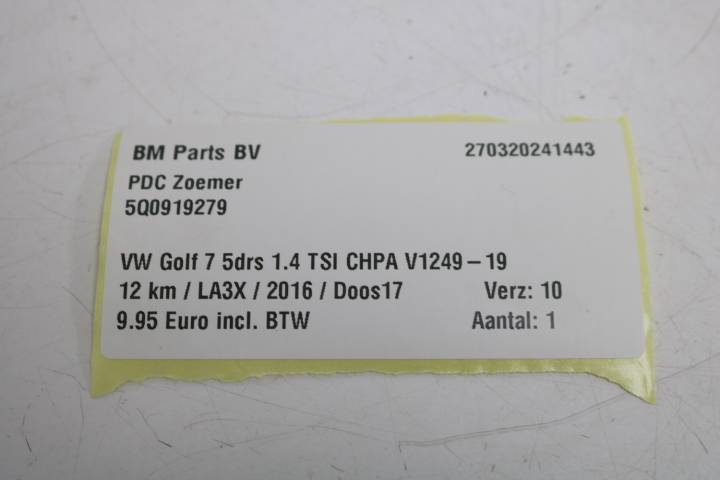 BM Parts BV 270320241443
PDC Zoemer
5Q0919279
VW Golf 7 5drs 1.4 TSI CHPA V1249-19
12 km / LA3X / 2016 / Doos17 Verz: 10
9.95 Euro incl. BTW Aantal: 1